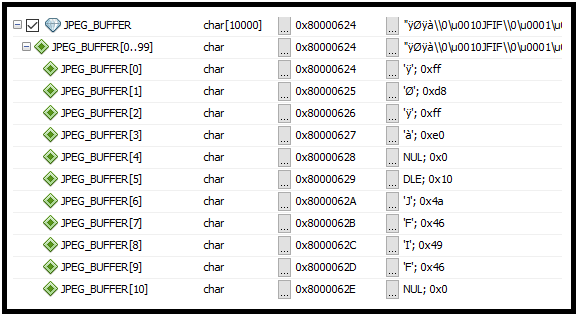 JPEG_BUFFER char[10000] ... 0x80000624 ... "ÿØÿà\\0\u0010JFIF\\0\u0001\u
JPEG_BUFFER[0..99] char ... 0x80000624 ... "ÿØÿà\\0\u0010JFIF\\0\u0001\u
JPEG_BUFFER[0] char ... 0x80000624 ... 'ÿ'; 0xff
JPEG_BUFFER[1] char ... 0x80000625 ... 'Ø'; 0xd8
JPEG_BUFFER[2] char ... 0x80000626 ... 'ÿ'; 0xff
JPEG_BUFFER[3] char ... 0x80000627 ... 'à'; 0xe0
JPEG_BUFFER[4] char ... 0x80000628 ... NUL; 0x0
JPEG_BUFFER[5] char ... 0x80000629 ... DLE; 0x10
JPEG_BUFFER[6] char ... 0x8000062A ... 'J'; 0x4a
JPEG_BUFFER[7] char ... 0x8000062B ... 'F'; 0x46
JPEG_BUFFER[8] char ... 0x8000062C ... 'I'; 0x49
JPEG_BUFFER[9] char ... 0x8000062D ... 'F'; 0x46
JPEG_BUFFER[10] char ... 0x8000062E ... NUL; 0x0